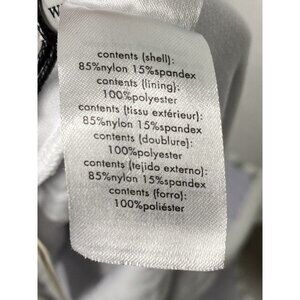 W
contents (shell):
85%nylon 15%spandex
contents (lining):
100%polyester
contents (tissu extérieur):
85%nylon 15%spandex
contents (doublure):
100%polyester
contents (tejido externo):
85%nylon 15%spandex
contents (forro):
100%poliéster